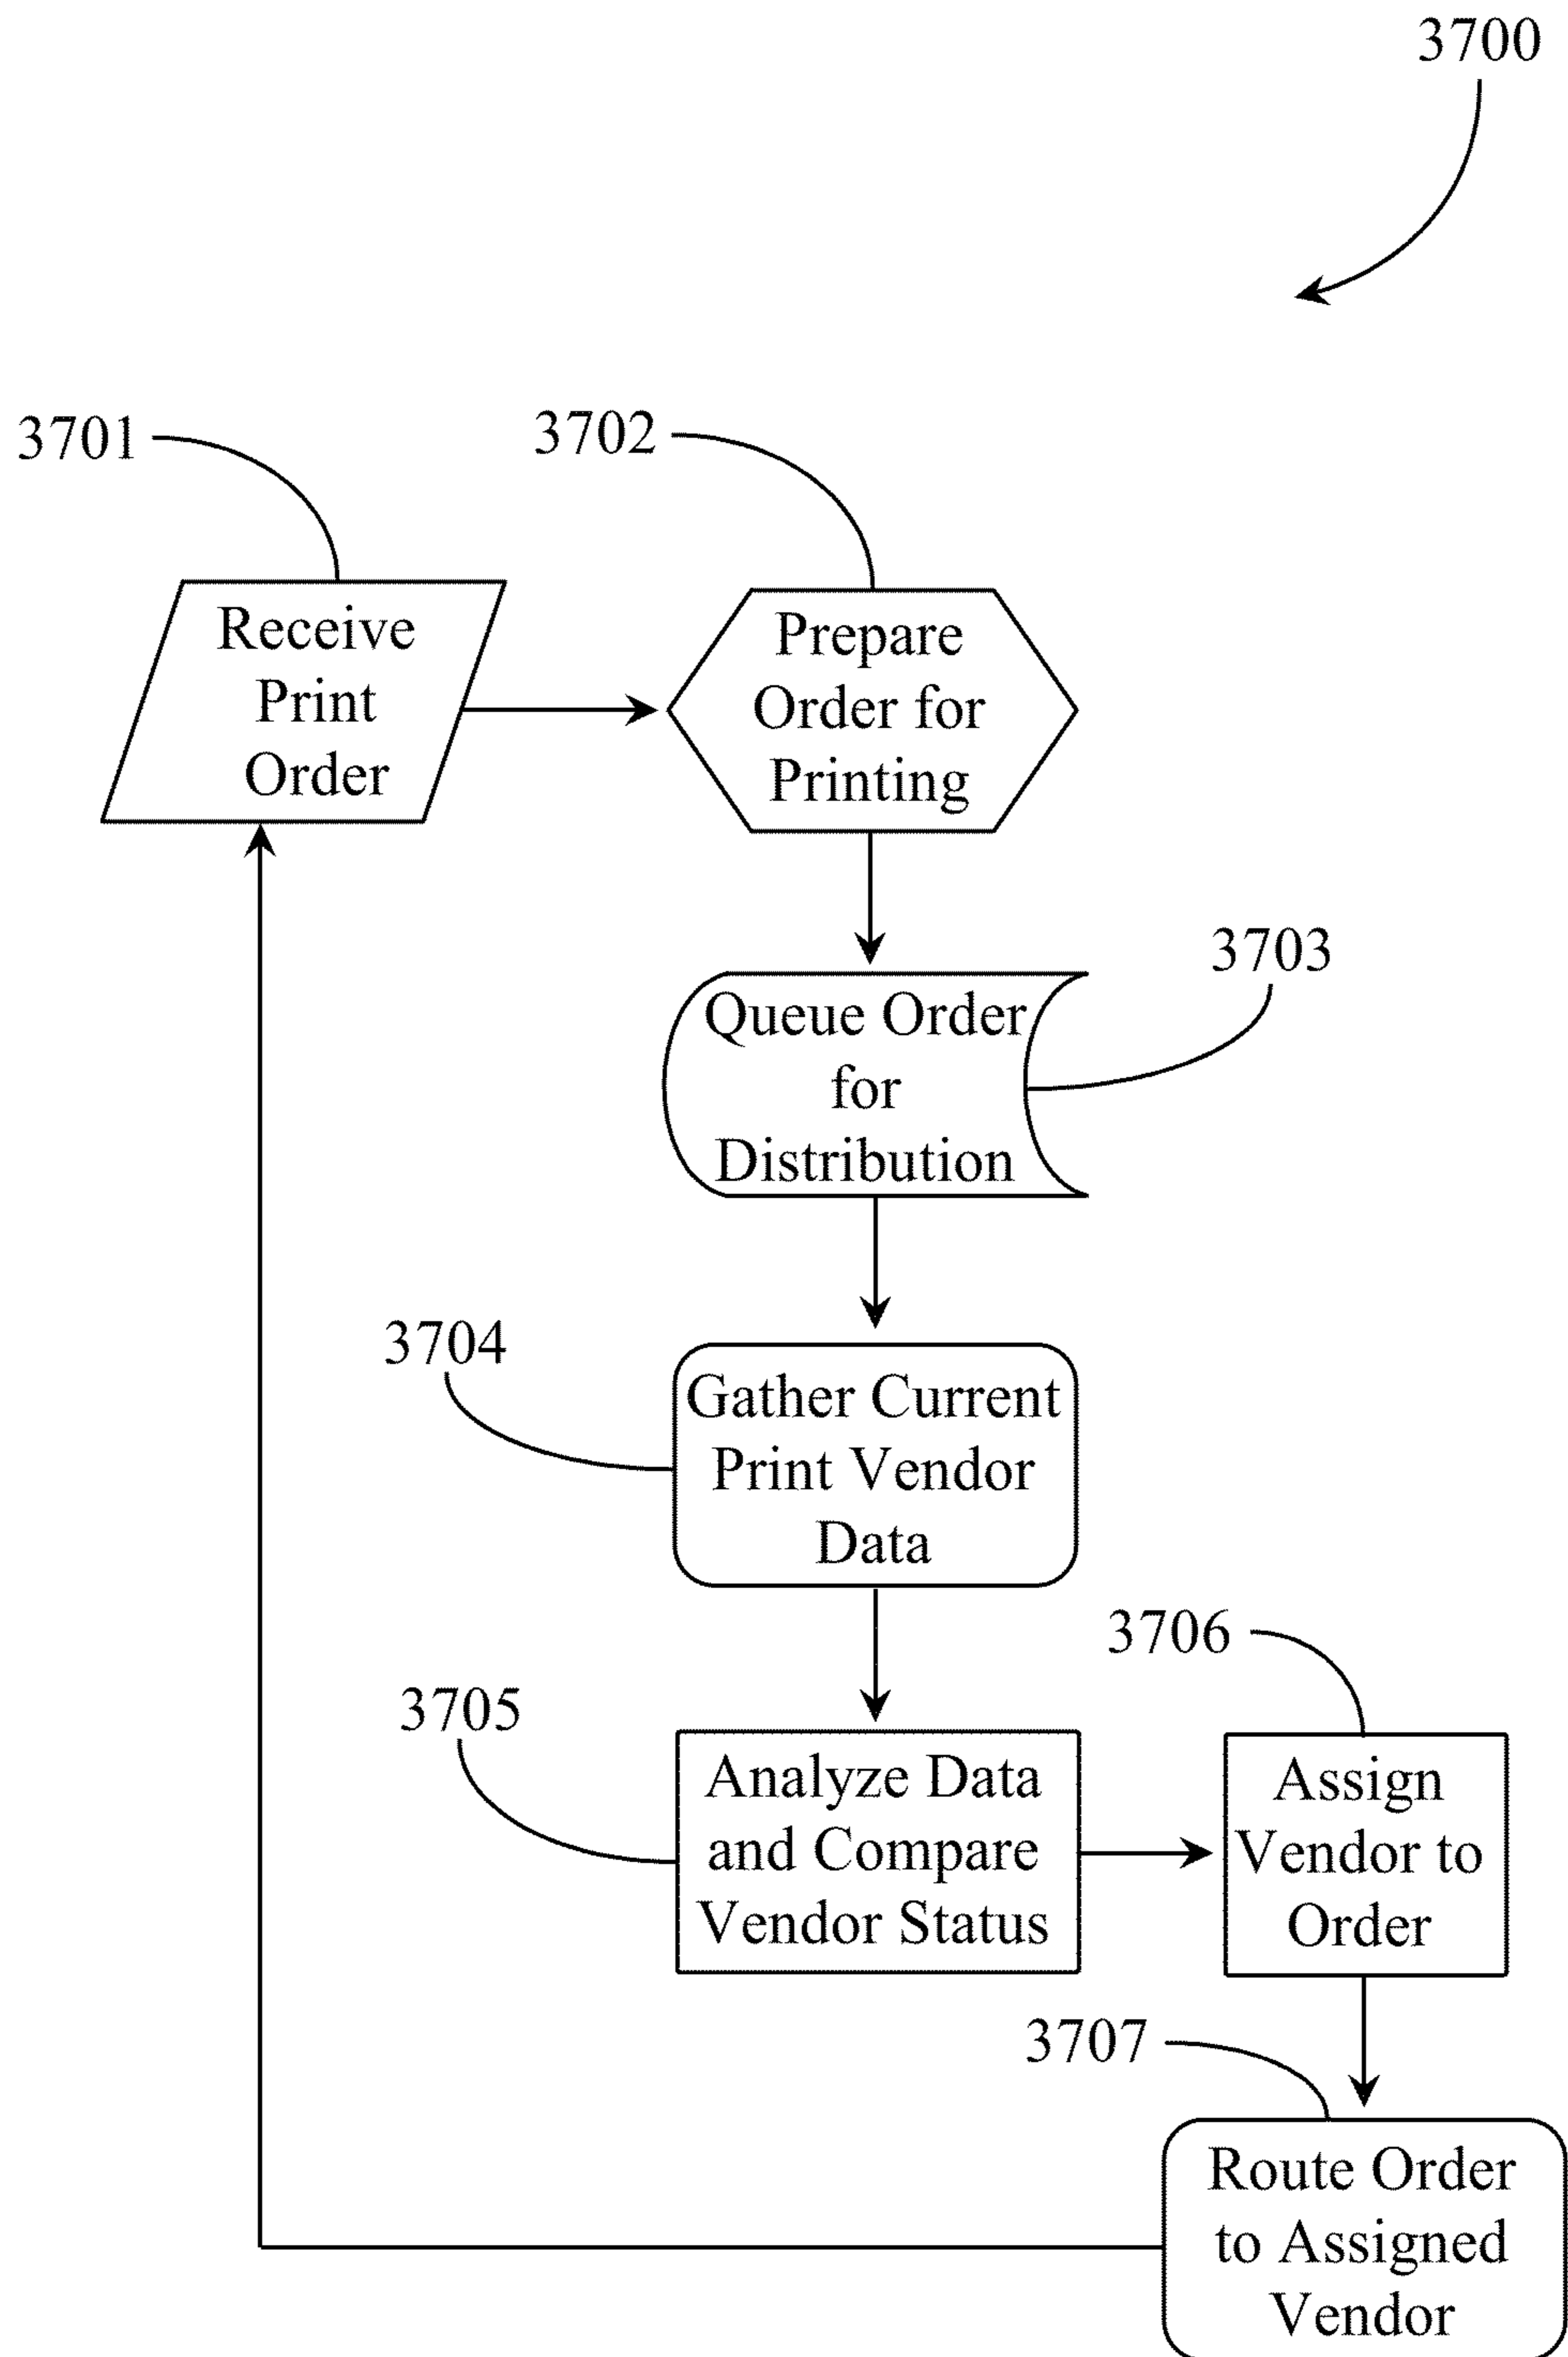 3700
3701
3702
Receive
Print
Order
Prepare
Order for
Printing
3703
Queue Order
for
Distribution
3704
Gather Current
Print Vendor
Data
3705
Analyze Data
and Compare
Vendor Status
3706
Assign
Vendor to
Order
3707
Route Order
to Assigned
Vendor